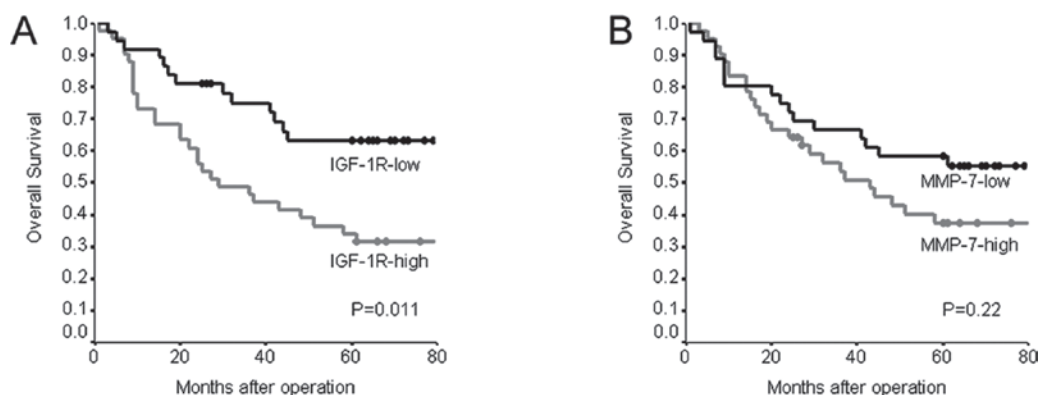 A
Overall Survival
1.0
0.9
0.8
0.7
0.6
0.5
0.4
0.3
0.2
0.1
0.0
IGF-1R-low
IGF-1R-high
P=0.011
0 20 40 60 80
Months after operation
B
Overall Survival
1.0
0.9
0.8
0.7
0.6
0.5
0.4
0.3
0.2
0.1
0.0
MMP-7-low
MMP-7-high
P=0.22
0 20 40 60 80
Months after operation